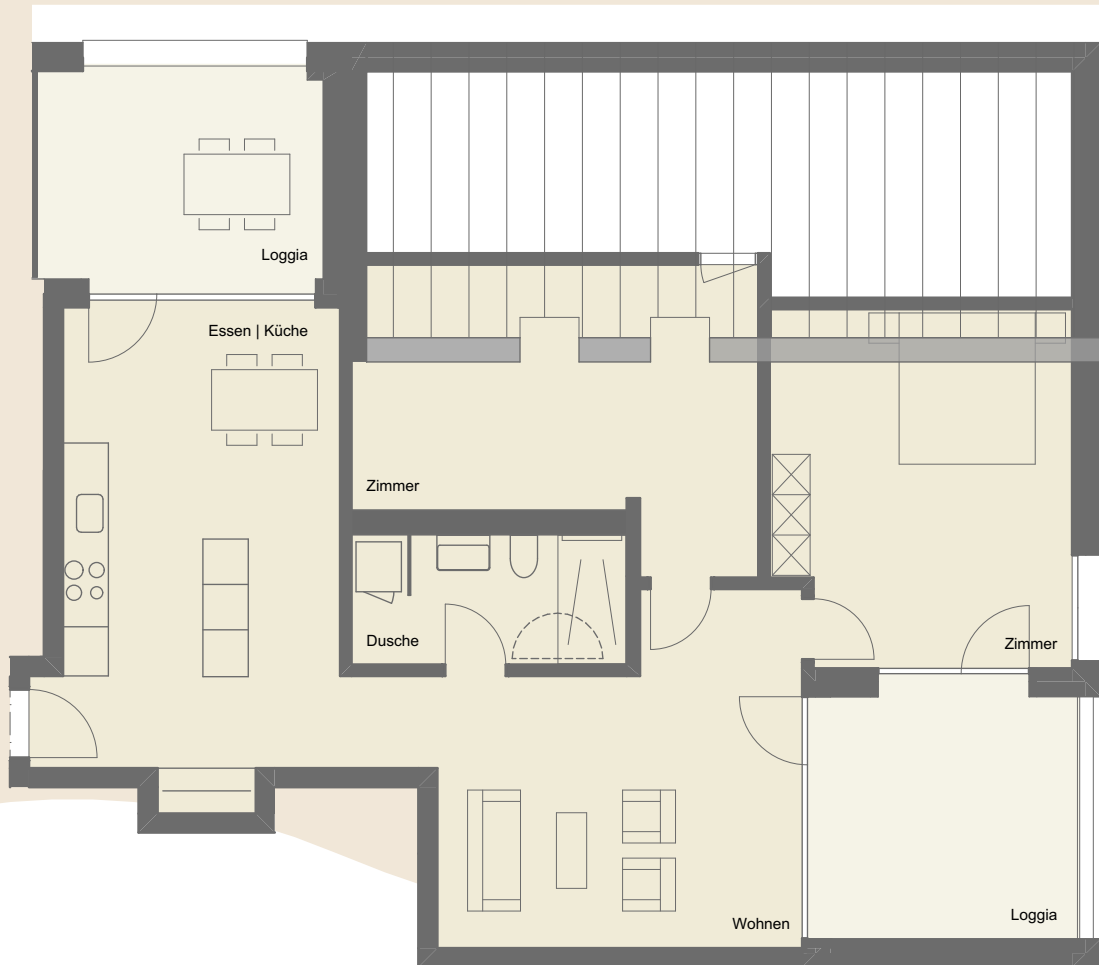 Loggia
Essen | Küche
Zimmer
Dusche
Zimmer
Wohnen
Loggia